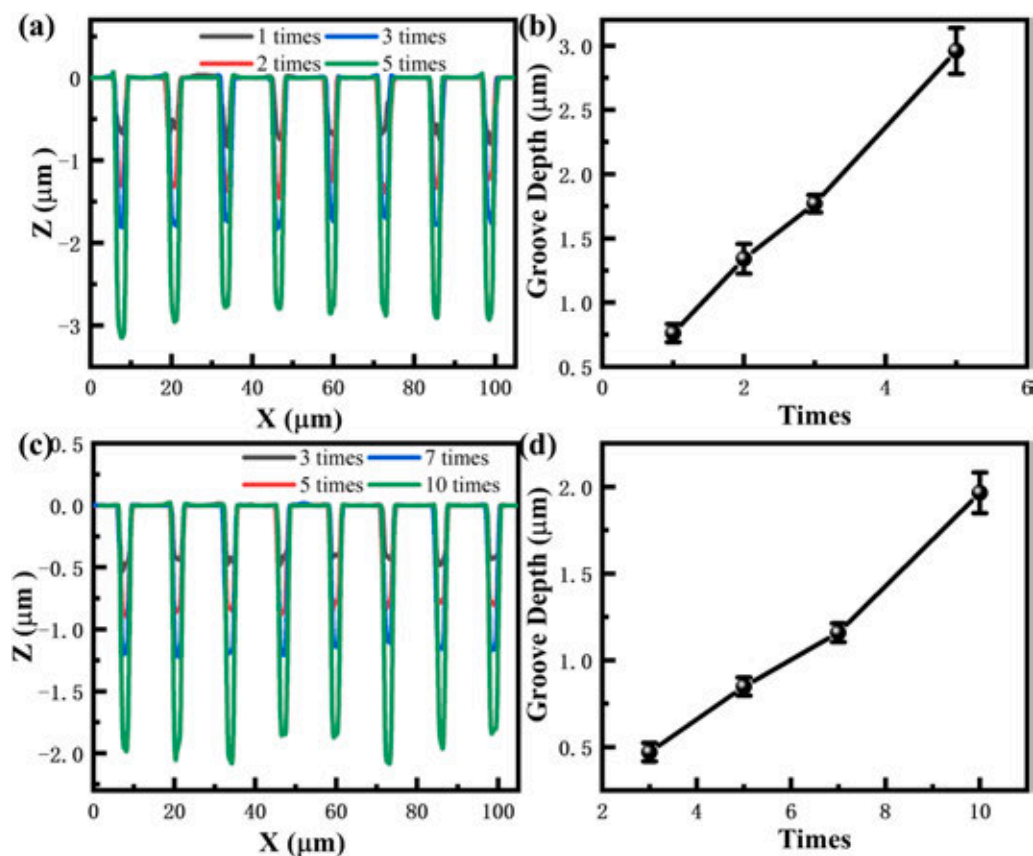 (a)
1 times
3 times
2 times
5 times
0
-1
-2
-3
Z (μm )
0 20 40 60 80 100
X (μm)
(b)
3. 0
2. 5
2. 0
1. 5
1. 0
0. 5
Groove Depth (μm)
0 2 4 6
Times
(c)
3 times
7 times
5 times
10 times
0.5
0.0
-0.5
-1.0
-1.5
-2.0
Z (μm )
0 20 40 60 80 100
X (μm)
(d)
2. 0
1. 5
1. 0
0. 5
Groove Depth (μm)
2 4 6 8 10
Times